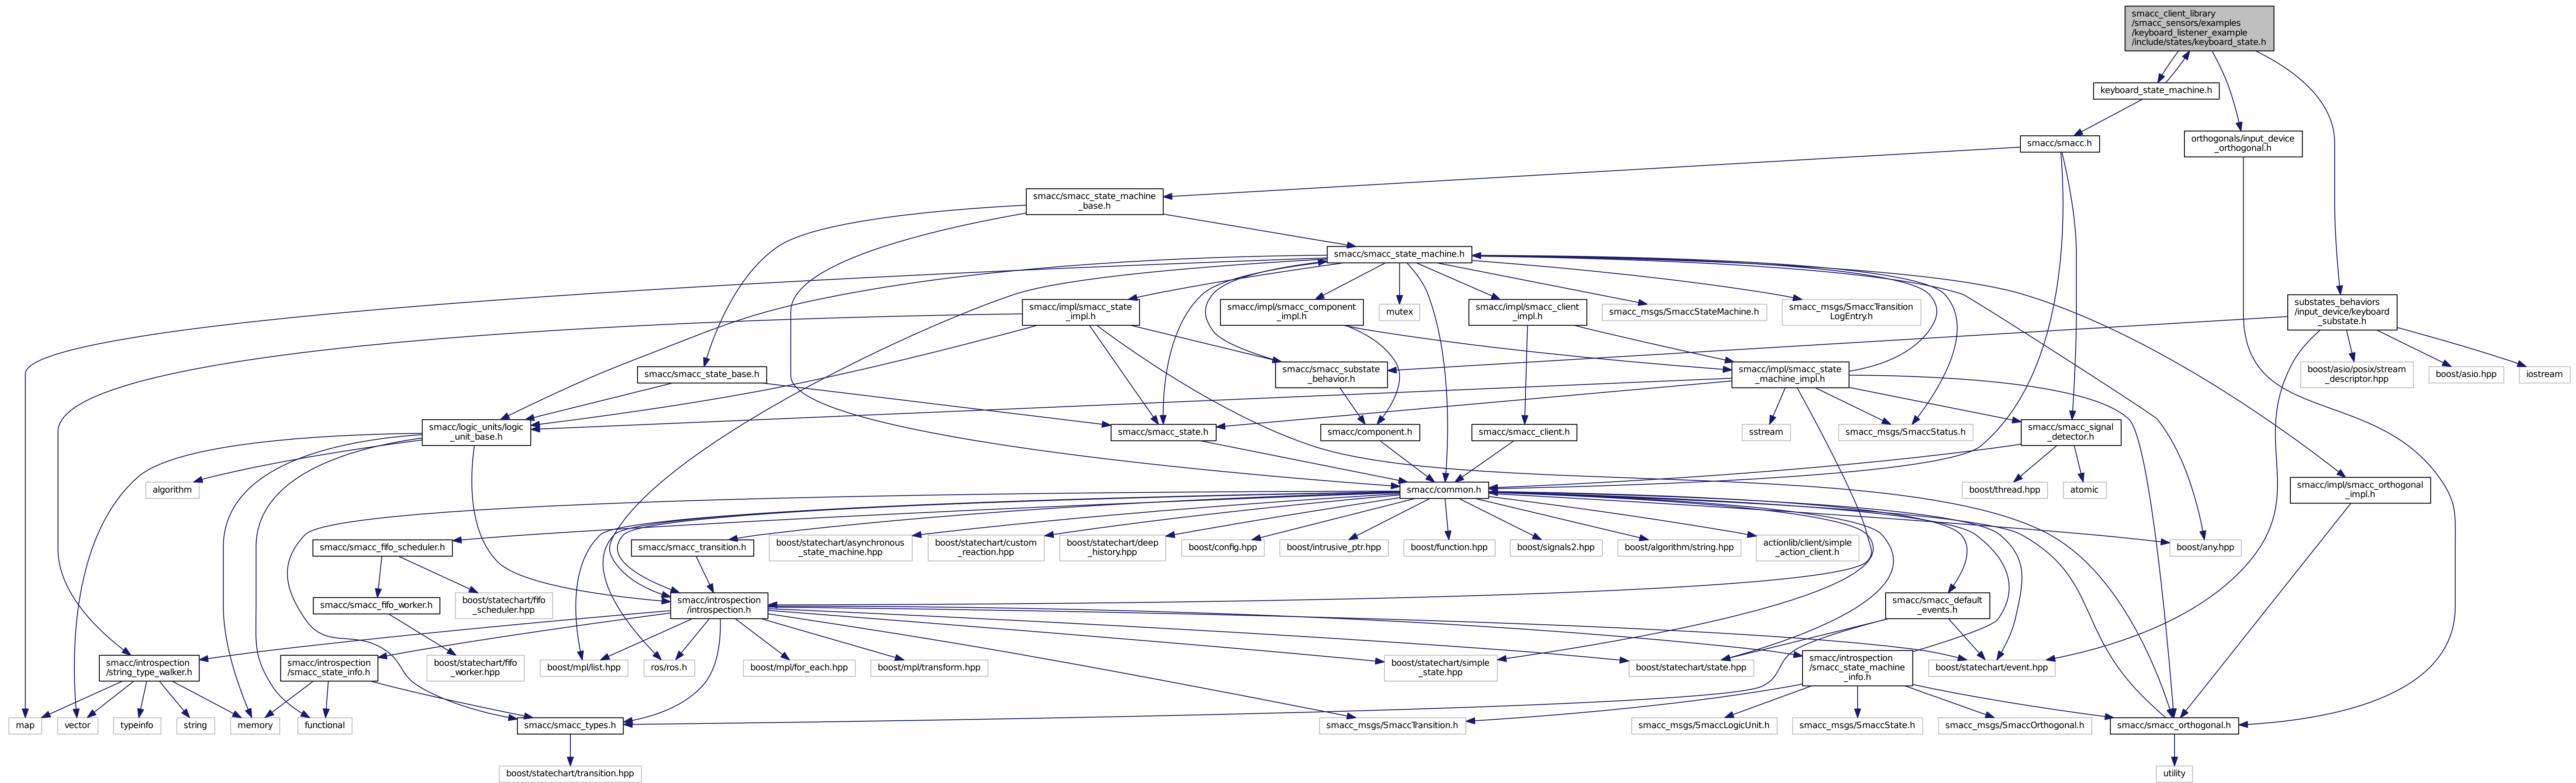 smacc_client_library
/smacc_sensors/examples
/keyboard_listener_example
/include/states/keyboard_state.h
keyboard_state_machine.h
smacc/smacc.h
orthogonals/input_device
_orthogonal.h
smacc/smacc_state_machine
_base.h
smacc/smacc_state_machine.h
smacc/impl/smacc_state
_impl.h
smacc/impl/smacc_component
_impl.h
mutex
smacc/impl/smacc_client
_impl.h
smacc_msgs/SmaccStateMachine.h
smacc_msgs/SmaccTransition
LogEntry.h
substates_behaviors
/input_device/keyboard
_substate.h
smacc/smacc_state_base.h
smacc/smacc_substate
_behavior.h
smacc/impl/smacc_state
_machine_impl.h
boost/asio/posix/stream
_descriptor.hpp
boost/asio.hpp
iostream
smacc/logic_units/logic
_unit_base.h
smacc/smacc_state.h
smacc/component.h
smacc/smacc_client.h
sstream
smacc_msgs/SmaccStatus.h
smacc/smacc_signal
_detector.h
algorithm
smacc/common.h
boost/thread.hpp
atomic
smacc/impl/smacc_orthogonal
_impl.h
smacc/smacc_fifo_scheduler.h
smacc/smacc_transition.h
boost/statechart/asynchronous
_state_machine.hpp
boost/statechart/custom
_reaction.hpp
boost/statechart/deep
_history.hpp
boost/config.hpp
boost/intrusive_ptr.hpp
boost/function.hpp
boost/signals2.hpp
boost/algorithm/string.hpp
actionlib/client/simple
_action_client.h
boost/any.hpp
smacc/smacc_fifo_worker.h
boost/statechart/fifo
_scheduler.hpp
smacc/introspection
/introspection.h
smacc/smacc_default
_events.h
smacc/introspection
/string_type_walker.h
smacc/introspection
/smacc_state_info.h
boost/statechart/fifo
_worker.hpp
boost/mpl/list.hpp
ros/ros.h
boost/mpl/for_each.hpp
boost/mpl/transform.hpp
boost/statechart/simple
_state.hpp
boost/statechart/state.hpp
smacc/introspection
/smacc_state_machine
_info.h
boost/statechart/event.hpp
map
vector
typeinfo
string
memory
functional
smacc/smacc_types.h
smacc_msgs/SmaccTransition.h
smacc_msgs/SmaccLogicUnit.h
smacc_msgs/SmaccState.h
smacc_msgs/SmaccOrthogonal.h
smacc/smacc_orthogonal.h
boost/statechart/transition.hpp
utility